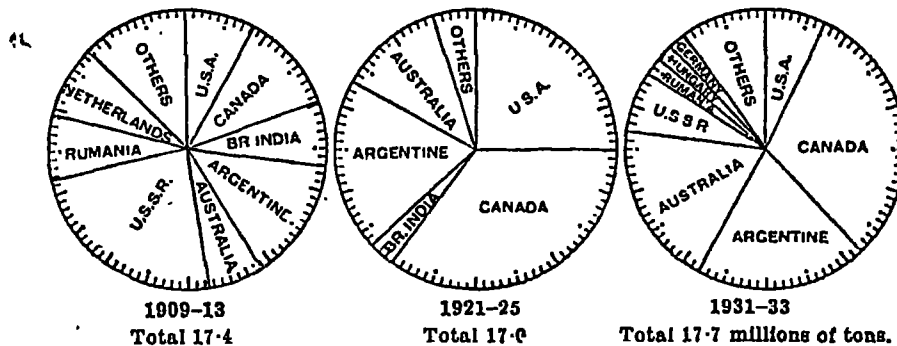 OTHERS
U.S.A.
CANADA
BR INDIA
ARGENTINE
AUSTRALIA
U.S.S.R.
RUMANIA
NETHERLANDS
1909–13
Total 17·4
OTHERS
U.S.A.
CANADA
BR. INDIA
ARGENTINE
AUSTRALIA
1921–25
Total
OTHERS
U.S.A.
CANADA
ARGENTINE
AUSTRALIA
U S S R
RUMANIA
HUNGARY
GERMANY
1931–33
Total 17·7 millions of tons.